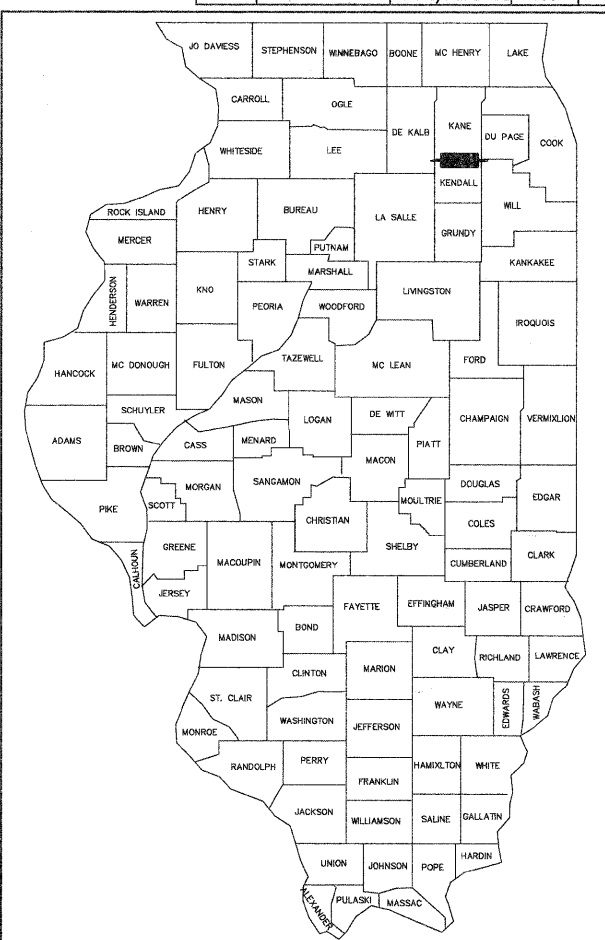 JO DAVIESS
STEPHENSON
WINNEBAGO
BOONE
MC HENRY
LAKE
CARROLL
OGLE
DE KALB
KANE
DU PAGE
COOK
WHITESIDE
LEE
KENDALL
WILL
ROCK ISLAND
HENRY
BUREAU
LA SALLE
GRUNDY
MERCER
PUTNAM
STARK
MARSHALL
KANKAKEE
HENDERSON
WARREN
KNO
PEORIA
WOODFORD
LIVINGSTON
IROQUOIS
HANCOCK
MC DONOUGH
FULTON
TAZEWELL
MC LEAN
FORD
SCHUYLER
MASON
LOGAN
DE WITT
CHAMPAIGN
VERMIXLION
ADAMS
BROWN
CASS
MENARD
PIATT
MACON
PIKE
SCOTT
MORGAN
SANGAMON
MOULTRIE
DOUGLAS
EDGAR
CHRISTIAN
COLES
CALHOUN
GREENE
MACOUPIN
MONTGOMERY
SHELBY
CUMBERLAND
CLARK
JERSEY
FAYETTE
EFFINGHAM
JASPER
CRAWFORD
MADISON
BOND
CLAY
RICHLAND
LAWRENCE
CLINTON
MARION
ST. CLAIR
WAYNE
EDWARDS
WABASH
WASHINGTON
JEFFERSON
MONROE
RANDOLPH
PERRY
HAMIXLTON
WHITE
FRANKLIN
JACKSON
WILLIAMSON
SALINE
GALLATIN
UNION
JOHNSON
POPE
HARDIN
ALEXANDER
PULASKI
MASSAC